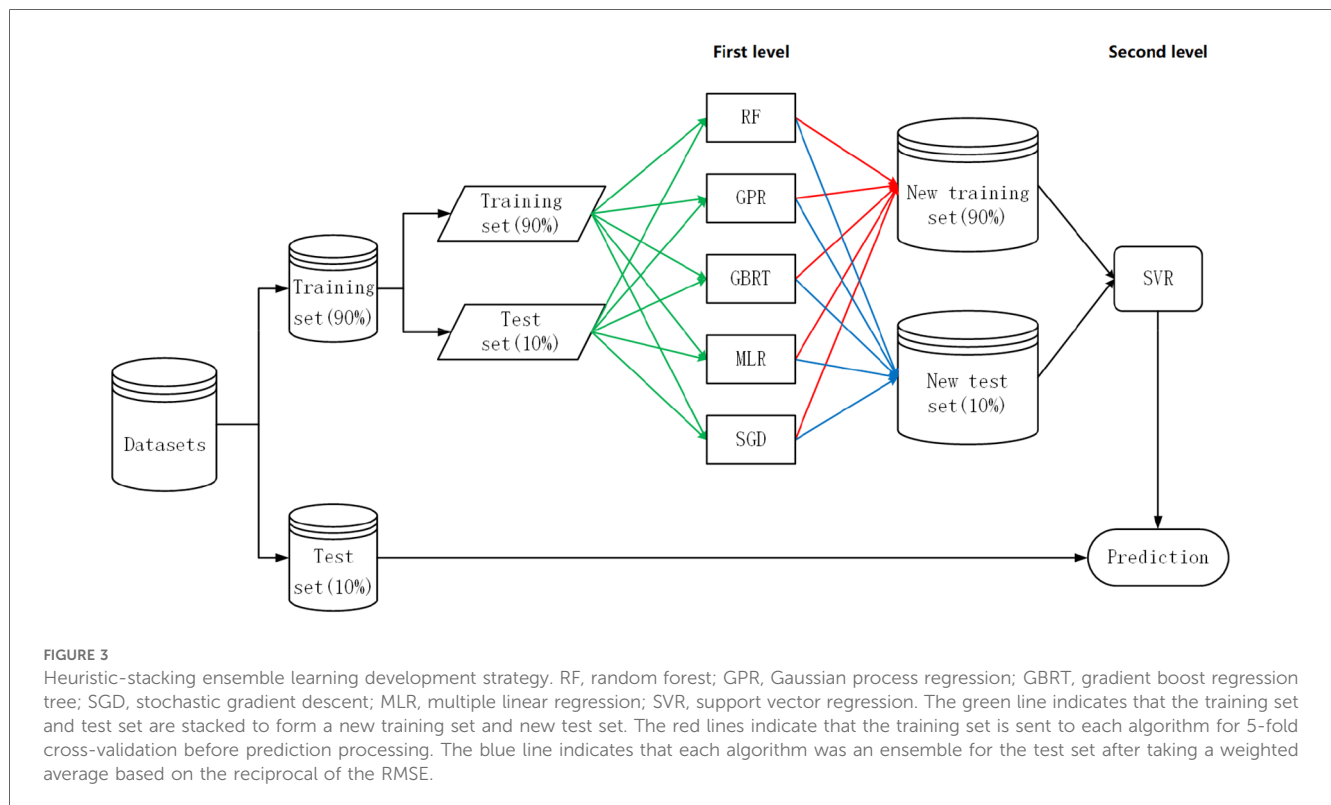 First level
Second level
RF
GPR
GBRT
MLR
SGD
Training
set(90%)
Test
set(10%)
Training
set(90%)
Datasets
Test
set(10%)
New training
set(90%)
New test
set(10%)
SVR
Prediction
FIGURE 3
Heuristic-stacking ensemble learning development strategy. RF, random forest; GPR, Gaussian process regression; GBRT, gradient boost regression
tree; SGD, stochastic gradient descent; MLR, multiple linear regression; SVR, support vector regression. The green line indicates that the training set
and test set are stacked to form a new training set and new test set. The red lines indicate that the training set is sent to each algorithm for 5-fold
cross-validation before prediction processing. The blue line indicates that each algorithm was an ensemble for the test set after taking a weighted
average based on the reciprocal of the RMSE.